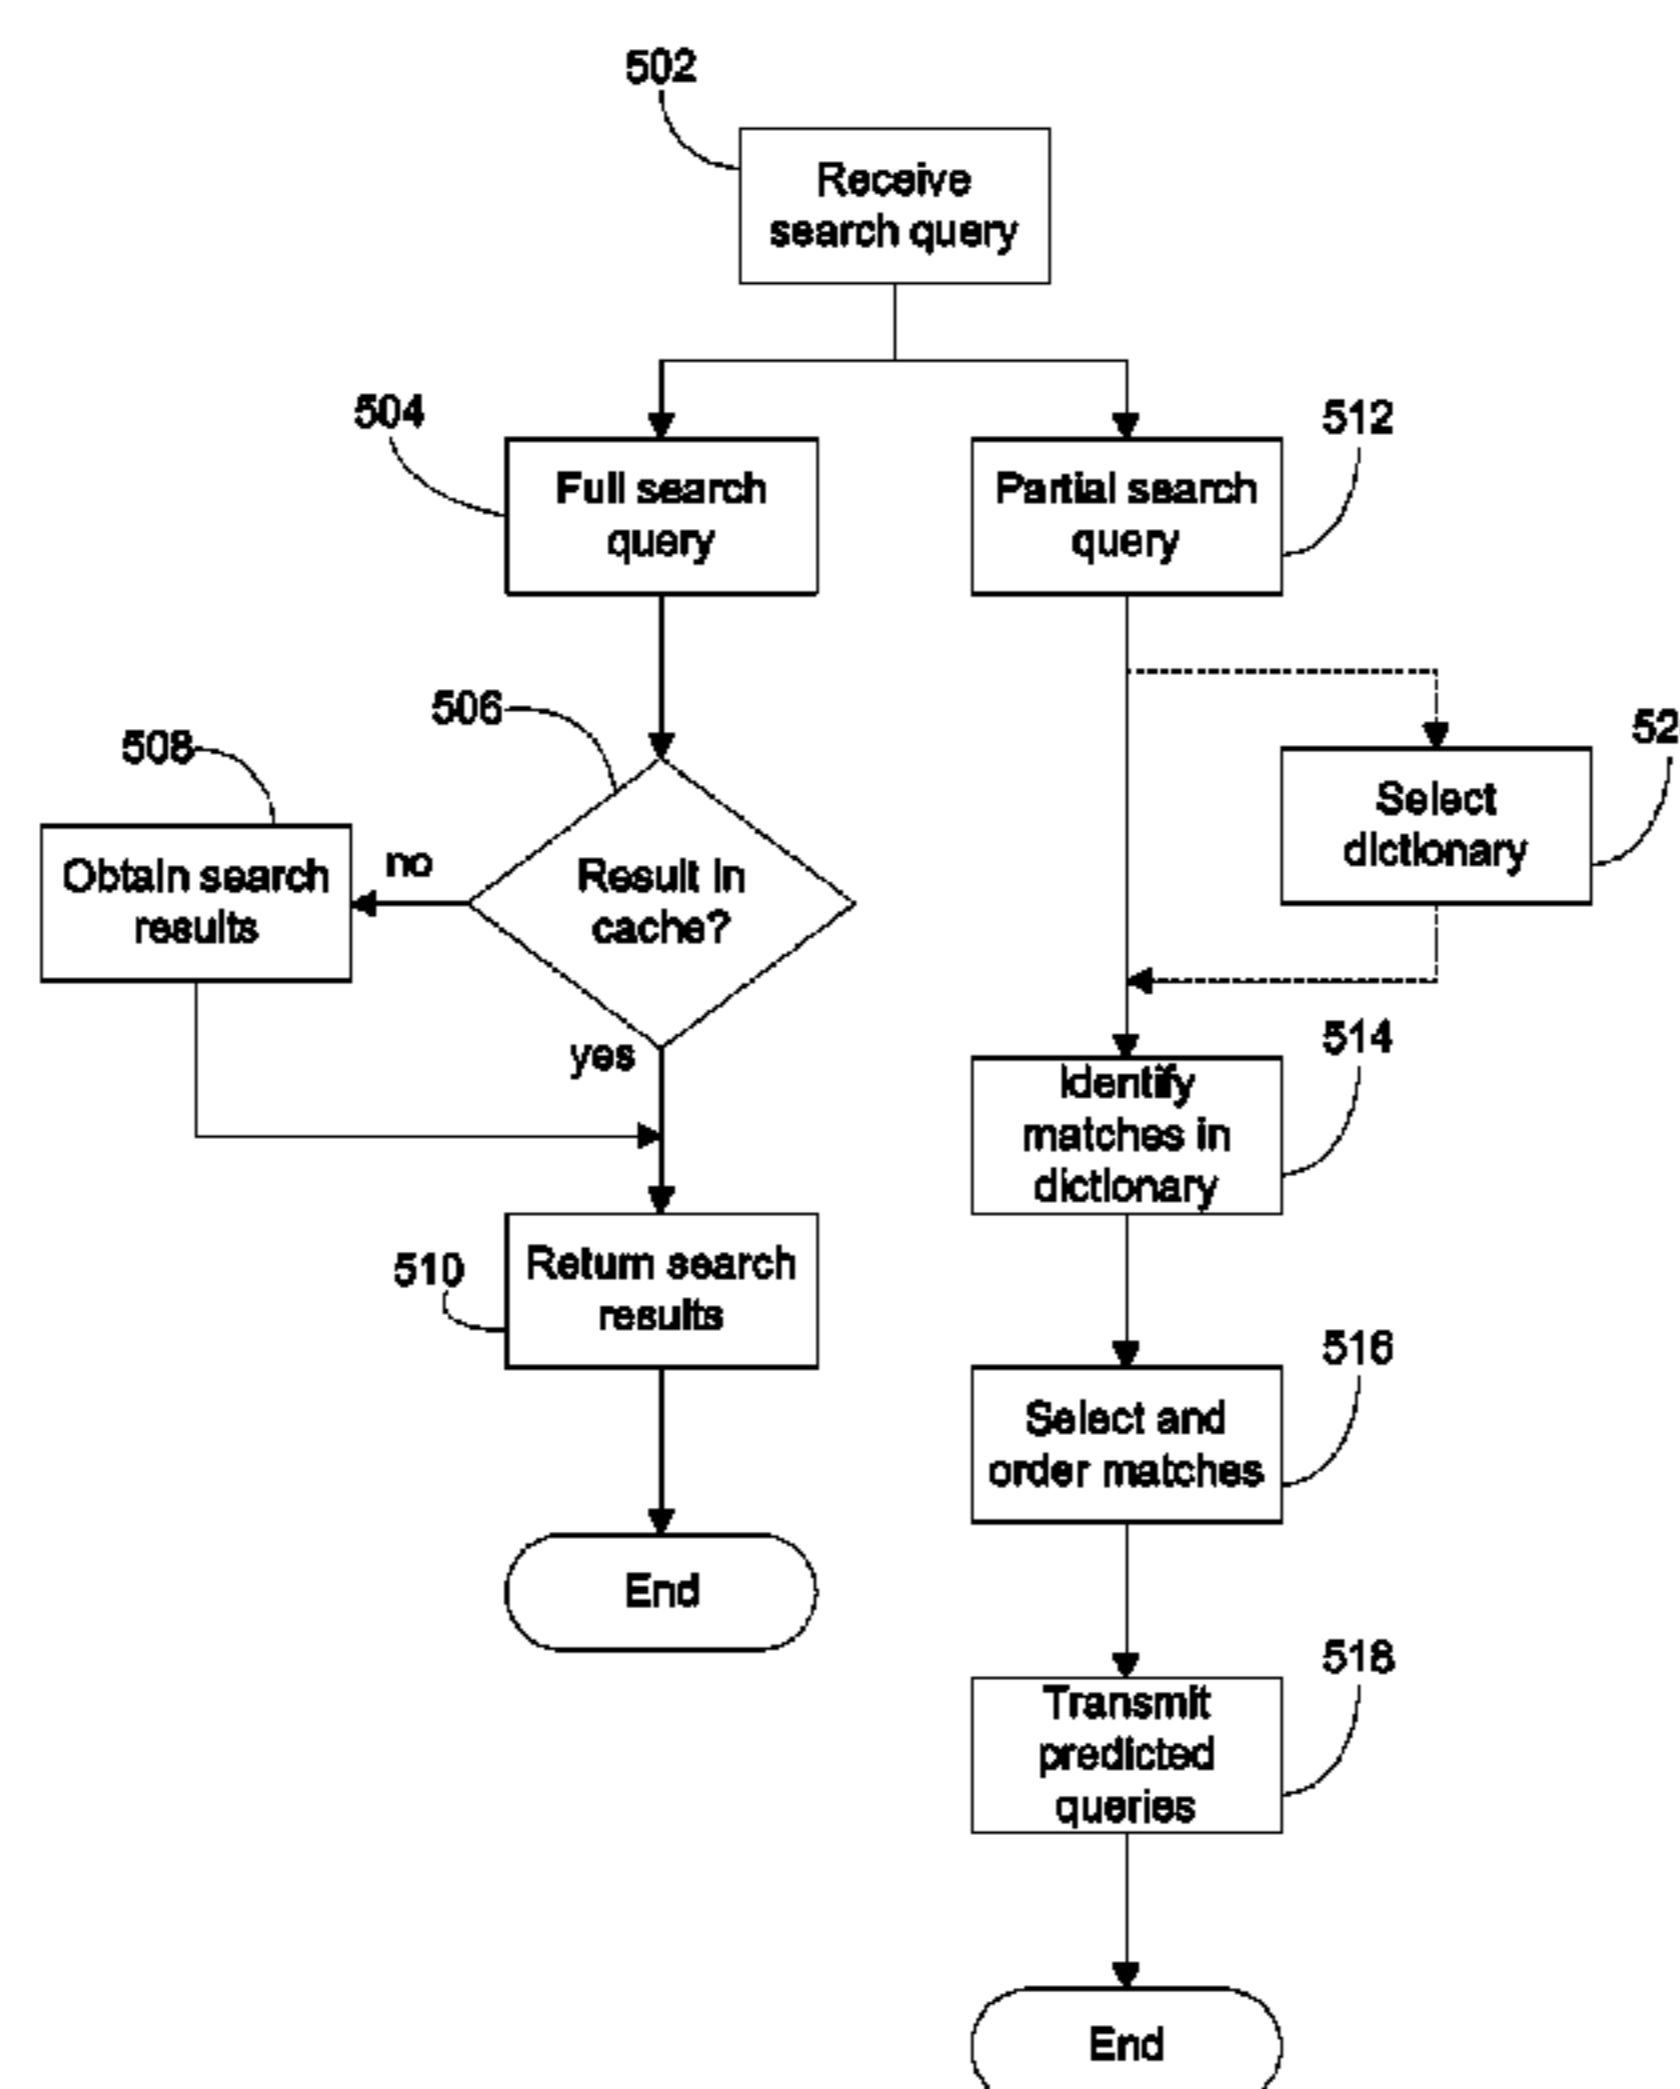 502
Receive
search query
504
Full search
query
512
Partial search
query
506
508
Obtain search
results
no
Result in
cache?
yes
52
Select
dictionary
514
Identify
matches in
dictionary
510
Return search
results
516
Select and
order matches
End
518
Transmit
predicted
queries
End